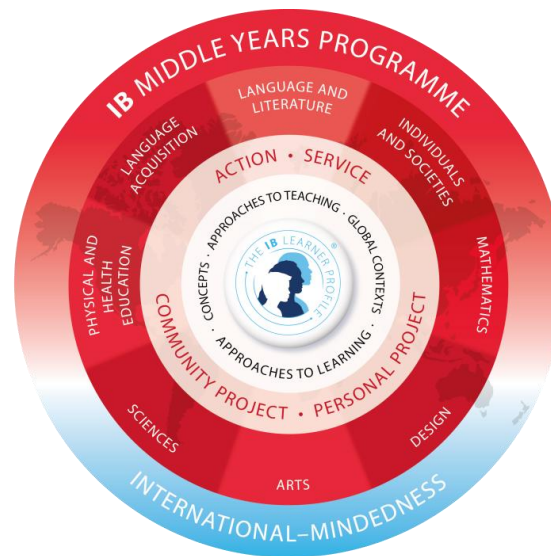 IB MIDDLE YEARS PROGRAMME
LANGUAGE AND
LITERATURE
INDIVIDUALS
AND SOCIETIES
MATHEMATICS
DESIGN
ARTS
SCIENCES
PHYSICAL AND
HEALTH
EDUCATION
LANGUAGE
ACQUISITION
ACTION • SERVICE
COMMUNITY PROJECT • PERSONAL PROJECT
APPROACHES TO TEACHING · GLOBAL CONTEXTS ·
APPROACHES TO LEARNING · CONCEPTS ·
• THE IB LEARNER PROFILE • ®
INTERNATIONAL–MINDEDNESS